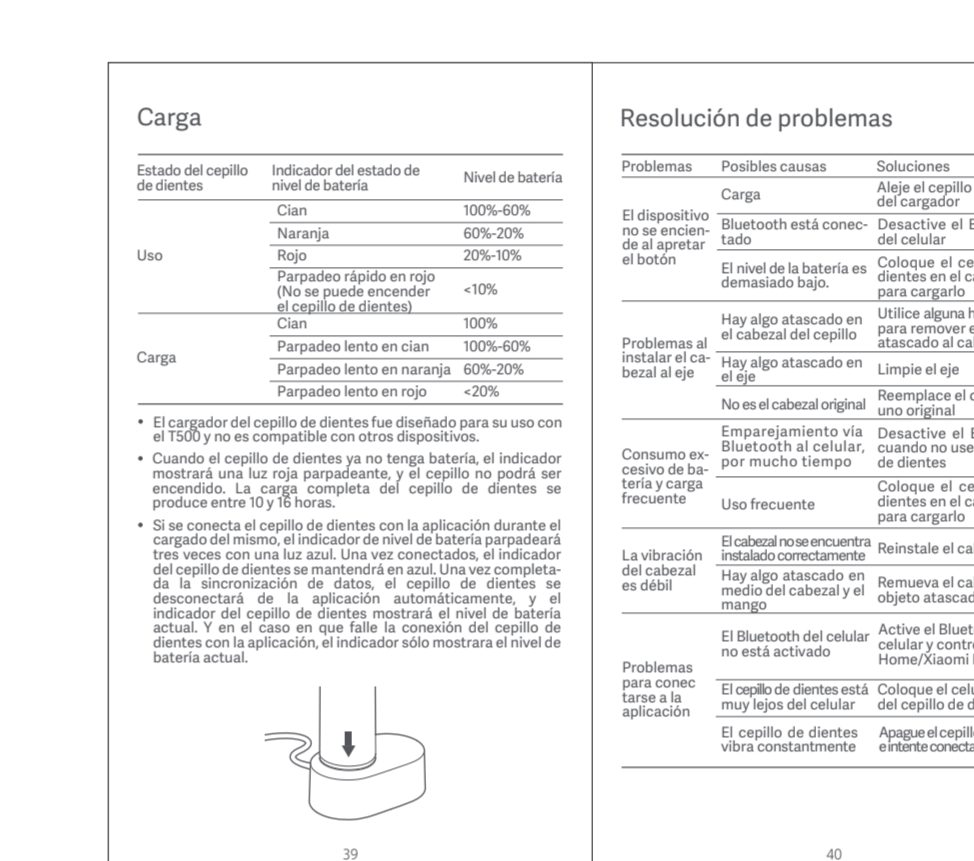 Carga
Estado del cepillo
de dientes
Indicador del estado de
nivel de batería
Nivel de batería
Uso
Cian
100%-60%
Naranja
60%-20%
Rojo
20%-10%
Parpadeo rápido en rojo
(No se puede encender
el cepillo de dientes)
<10%
Carga
Cian
100%
Parpadeo lento en cian
100%-60%
Parpadeo lento en naranja
60%-20%
Parpadeo lento en rojo
<20%
• El cargador del cepillo de dientes fue diseñado para su uso con
el T500 y no es compatible con otros dispositivos.
• Cuando el cepillo de dientes ya no tenga batería, el indicador
mostrará una luz roja parpadeante, y el cepillo no podrá ser
encendido. La carga completa del cepillo de dientes se
produce entre 10 y 16 horas.
• Si se conecta el cepillo de dientes con la aplicación durante el
cargado del mismo, el indicador de nivel de batería parpadeará
tres veces con una luz azul. Una vez conectados, el indicador
del cepillo de dientes se mantendrá en azul. Una vez completa-
da la sincronización de datos, el cepillo de dientes se
desconectará de la aplicación automáticamente, y el
indicador del cepillo de dientes mostrará el nivel de batería
actual. Y en el caso en que falle la conexión del cepillo de
dientes con la aplicación, el indicador sólo mostrara el nivel de
batería actual.
39
Resolución de problemas
Problemas
Posibles causas
Soluciones
El dispositivo
no se encien-
de al apretar
el botón
Carga
Aleje el cepillo
del cargador
Bluetooth está conec-
tado
Desactive el
del celular
El nivel de la batería es
demasiado bajo.
Coloque el
dientes en el
para cargarlo
Problemas al
instalar el ca-
bezal al eje
Hay algo atascado en
el cabezal del cepillo
Utilice alguna
para remover
atascado al
Hay algo atascado en
el eje
Limpie el eje
No es el cabezal original
Reemplace el
uno original
Consumo ex-
cesivo de ba-
tería y carga
frecuente
Emparejamiento vía
Bluetooth al celular,
por mucho tiempo
Desactive el
cuando no use
de dientes
Uso frecuente
Coloque el
dientes en el
para cargarlo
La vibración
del cabezal
es débil
El cabezal no se encuentra
instalado correctamente
Reinstale el
Hay algo atascado en
medio del cabezal y el
mango
Remueva el
objeto
Problemas
para conec
tarse a la
aplicación
El Bluetooth del celular
no está activado
Active el
celular y
Home/Xiaomi
El cepillo de dientes está
muy lejos del celular
Coloque el
del cepillo de
El cepillo de dientes
vibra constantemente
Apague el
e intente
40